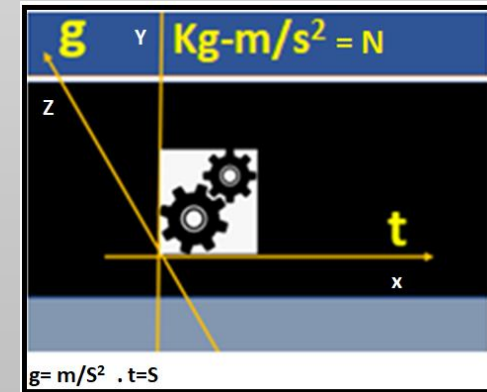 g Y Kg-m/s² = N
Z
t
x
g= m/S² . t=S